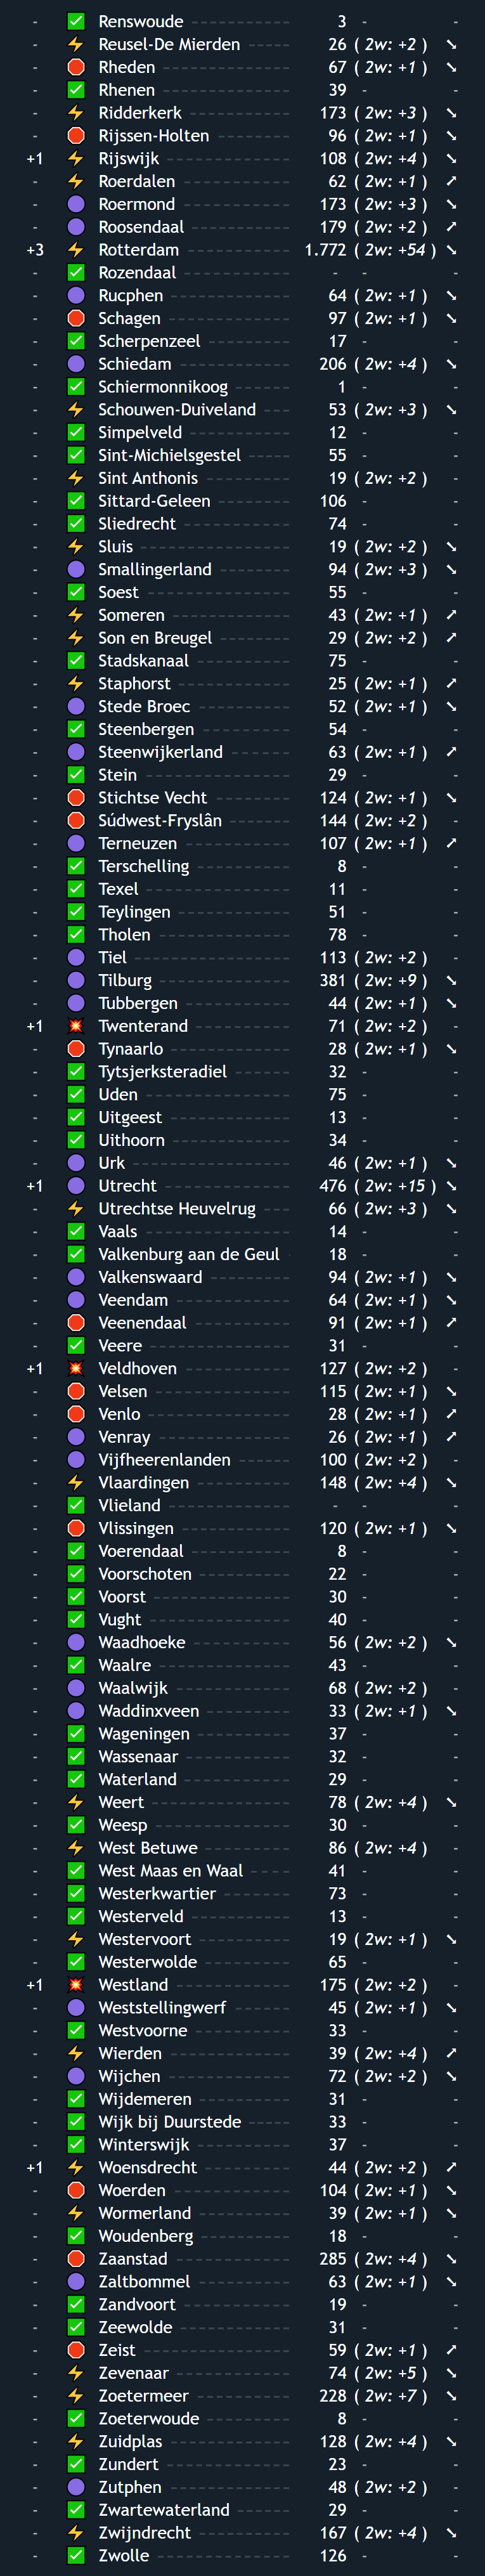 - ✅ Renswoude 3 - -
- ⚡ Reusel-De Mierden 26 ( 2w: +2 ) ➘
- 🛑 Rheden 67 ( 2w: +1 ) ➘
- ✅ Rhenen 39 - -
- ⚡ Ridderkerk 173 ( 2w: +3 ) ➘
- 🛑 Rijssen-Holten 96 ( 2w: +1 ) ➘
+1 ⚡ Rijswijk 108 ( 2w: +4 ) ➘
- ⚡ Roerdalen 62 ( 2w: +1 ) ➚
- 🟣 Roermond 173 ( 2w: +3 ) ➘
- 🟣 Roosendaal 179 ( 2w: +2 ) ➚
+3 ⚡ Rotterdam 1.772 ( 2w: +54 ) ➘
- ✅ Rozendaal - - -
- 🟣 Rucphen 64 ( 2w: +1 ) ➘
- 🛑 Schagen 97 ( 2w: +1 ) ➘
- ✅ Scherpenzeel 17 - -
- 🟣 Schiedam 206 ( 2w: +4 ) ➘
- ✅ Schiermonnikoog 1 - -
- ⚡ Schouwen-Duiveland 53 ( 2w: +3 ) ➘
- ✅ Simpelveld 12 - -
- ✅ Sint-Michielsgestel 55 - -
- ⚡ Sint Anthonis 19 ( 2w: +2 ) -
- ✅ Sittard-Geleen 106 - -
- ✅ Sliedrecht 74 - -
- ⚡ Sluis 19 ( 2w: +2 ) ➘
- 🟣 Smallingerland 94 ( 2w: +3 ) ➘
- ✅ Soest 55 - -
- ⚡ Someren 43 ( 2w: +1 ) ➚
- ⚡ Son en Breugel 29 ( 2w: +2 ) ➚
- ✅ Stadskanaal 75 - -
- ⚡ Staphorst 25 ( 2w: +1 ) ➚
- 🟣 Stede Broec 52 ( 2w: +1 ) ➘
- ✅ Steenbergen 54 - -
- 🟣 Steenwijkerland 63 ( 2w: +1 ) ➚
- ✅ Stein 29 - -
- 🛑 Stichtse Vecht 124 ( 2w: +1 ) ➘
- 🛑 Súdwest-Fryslân 144 ( 2w: +2 ) -
- 🟣 Terneuzen 107 ( 2w: +1 ) ➚
- ✅ Terschelling 8 - -
- ✅ Texel 11 - -
- ✅ Teylingen 51 - -
- ✅ Tholen 78 - -
- 🟣 Tiel 113 ( 2w: +2 ) -
- 🟣 Tilburg 381 ( 2w: +9 ) ➘
- 🟣 Tubbergen 44 ( 2w: +1 ) ➘
+1 💥 Twenterand 71 ( 2w: +2 ) -
- 🛑 Tynaarlo 28 ( 2w: +1 ) ➘
- ✅ Tytsjerksteradiel 32 - -
- ✅ Uden 75 - -
- ✅ Uitgeest 13 - -
- ✅ Uithoorn 34 - -
- 🟣 Urk 46 ( 2w: +1 ) ➘
+1 🟣 Utrecht 476 ( 2w: +15 ) ➘
- ⚡ Utrechtse Heuvelrug 66 ( 2w: +3 ) ➘
- ✅ Vaals 14 - -
- ✅ Valkenburg aan de Geul 18 - -
- 🟣 Valkenswaard 94 ( 2w: +1 ) ➘
- 🟣 Veendam 64 ( 2w: +1 ) ➘
- 🛑 Veenendaal 91 ( 2w: +1 ) ➚
- ✅ Veere 31 - -
+1 💥 Veldhoven 127 ( 2w: +2 ) -
- 🛑 Velsen 115 ( 2w: +1 ) ➘
- 🛑 Venlo 28 ( 2w: +1 ) ➚
- 🟣 Venray 26 ( 2w: +1 ) ➚
- 🟣 Vijfheerenlanden 100 ( 2w: +2 ) -
- ⚡ Vlaardingen 148 ( 2w: +4 ) ➘
- ✅ Vlieland - - -
- 🛑 Vlissingen 120 ( 2w: +1 ) ➘
- ✅ Voerendaal 8 - -
- ✅ Voorschoten 22 - -
- ✅ Voorst 30 - -
- ✅ Vught 40 - -
- 🟣 Waadhoeke 56 ( 2w: +2 ) ➘
- ✅ Waalre 43 - -
- 🟣 Waalwijk 68 ( 2w: +2 ) -
- 🟣 Waddinxveen 33 ( 2w: +1 ) ➘
- ✅ Wageningen 37 - -
- ✅ Wassenaar 32 - -
- ✅ Waterland 29 - -
- ⚡ Weert 78 ( 2w: +4 ) ➘
- ✅ Weesp 30 - -
- ⚡ West Betuwe 86 ( 2w: +4 ) -
- ✅ West Maas en Waal 41 - -
- ✅ Westerkwartier 73 - -
- ✅ Westerveld 13 - -
- ⚡ Westervoort 19 ( 2w: +1 ) ➘
- ✅ Westerwolde 65 - -
+1 💥 Westland 175 ( 2w: +2 ) -
- 🟣 Weststellingwerf 45 ( 2w: +1 ) ➘
- ✅ Westvoorne 33 - -
- ⚡ Wierden 39 ( 2w: +4 ) ➚
- 🟣 Wijchen 72 ( 2w: +2 ) ➘
- ✅ Wijdemeren 31 - -
- ✅ Wijk bij Duurstede 33 - -
- ✅ Winterswijk 37 - -
+1 ⚡ Woensdrecht 44 ( 2w: +2 ) ➚
- 🛑 Woerden 104 ( 2w: +1 ) ➘
- ⚡ Wormerland 39 ( 2w: +1 ) ➘
- ✅ Woudenberg 18 - -
- 🛑 Zaanstad 285 ( 2w: +4 ) ➘
- 🟣 Zaltbommel 63 ( 2w: +1 ) ➘
- ✅ Zandvoort 19 - -
- ✅ Zeewolde 31 - -
- 🛑 Zeist 59 ( 2w: +1 ) ➚
- ⚡ Zevenaar 74 ( 2w: +5 ) ➘
- ⚡ Zoetermeer 228 ( 2w: +7 ) ➘
- ✅ Zoeterwoude 8 - -
- ⚡ Zuidplas 128 ( 2w: +4 ) ➘
- ✅ Zundert 23 - -
- 🟣 Zutphen 48 ( 2w: +2 ) -
- ✅ Zwartewaterland 29 - -
- ⚡ Zwijndrecht 167 ( 2w: +4 ) ➘
- ✅ Zwolle 126 - -